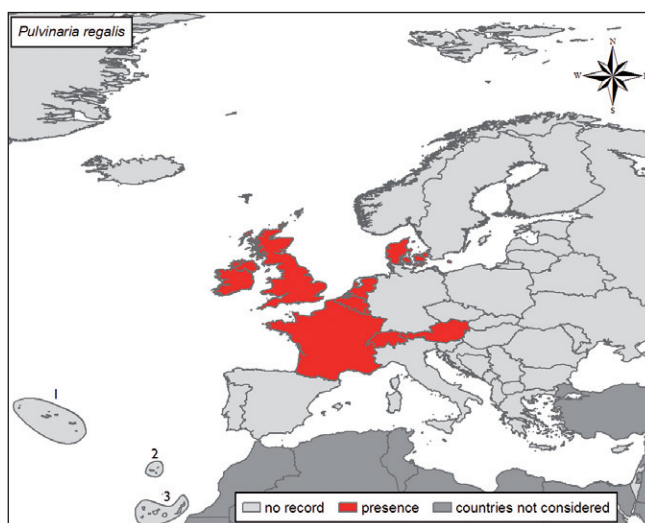 Pulvinaria regalis
N
W
E
S
1
2
3
no record presence countries not considered